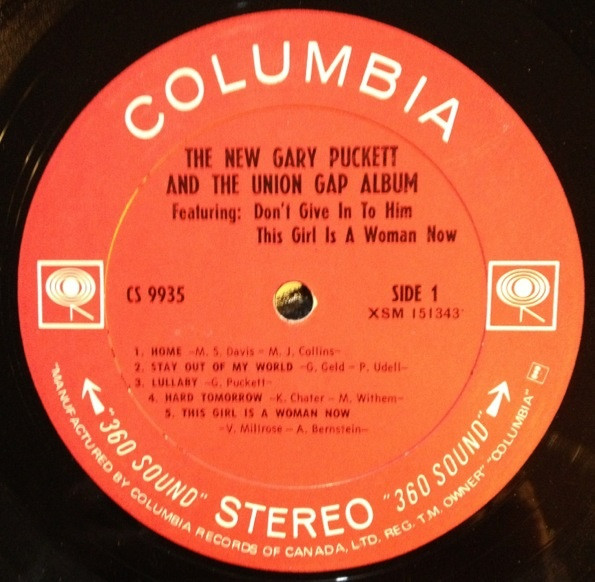 COLUMBIA
THE NEW GARY PUCKETT
AND THE UNION GAP ALBUM
Featuring: Don't Give In To Him
This Girl Is A Woman Now
CS 9935
SIDE 1
XSM 151343
1. HOME -M. S. Davis - M. J. Collins-
2. STAY OUT OF MY WORLD -G. Geld - P. Udell-
3. LULLABY -G. Puckett-
4. HARD TOMORROW -K. Chater - M. Withem-
5. THIS GIRL IS A WOMAN NOW
-V. Millrose - A. Bernstein-
"360 SOUND" STEREO "360 SOUND"
"MANUFACTURED BY COLUMBIA RECORDS OF CANADA, LTD. REG. T.M. OWNER" "COLUMBIA"